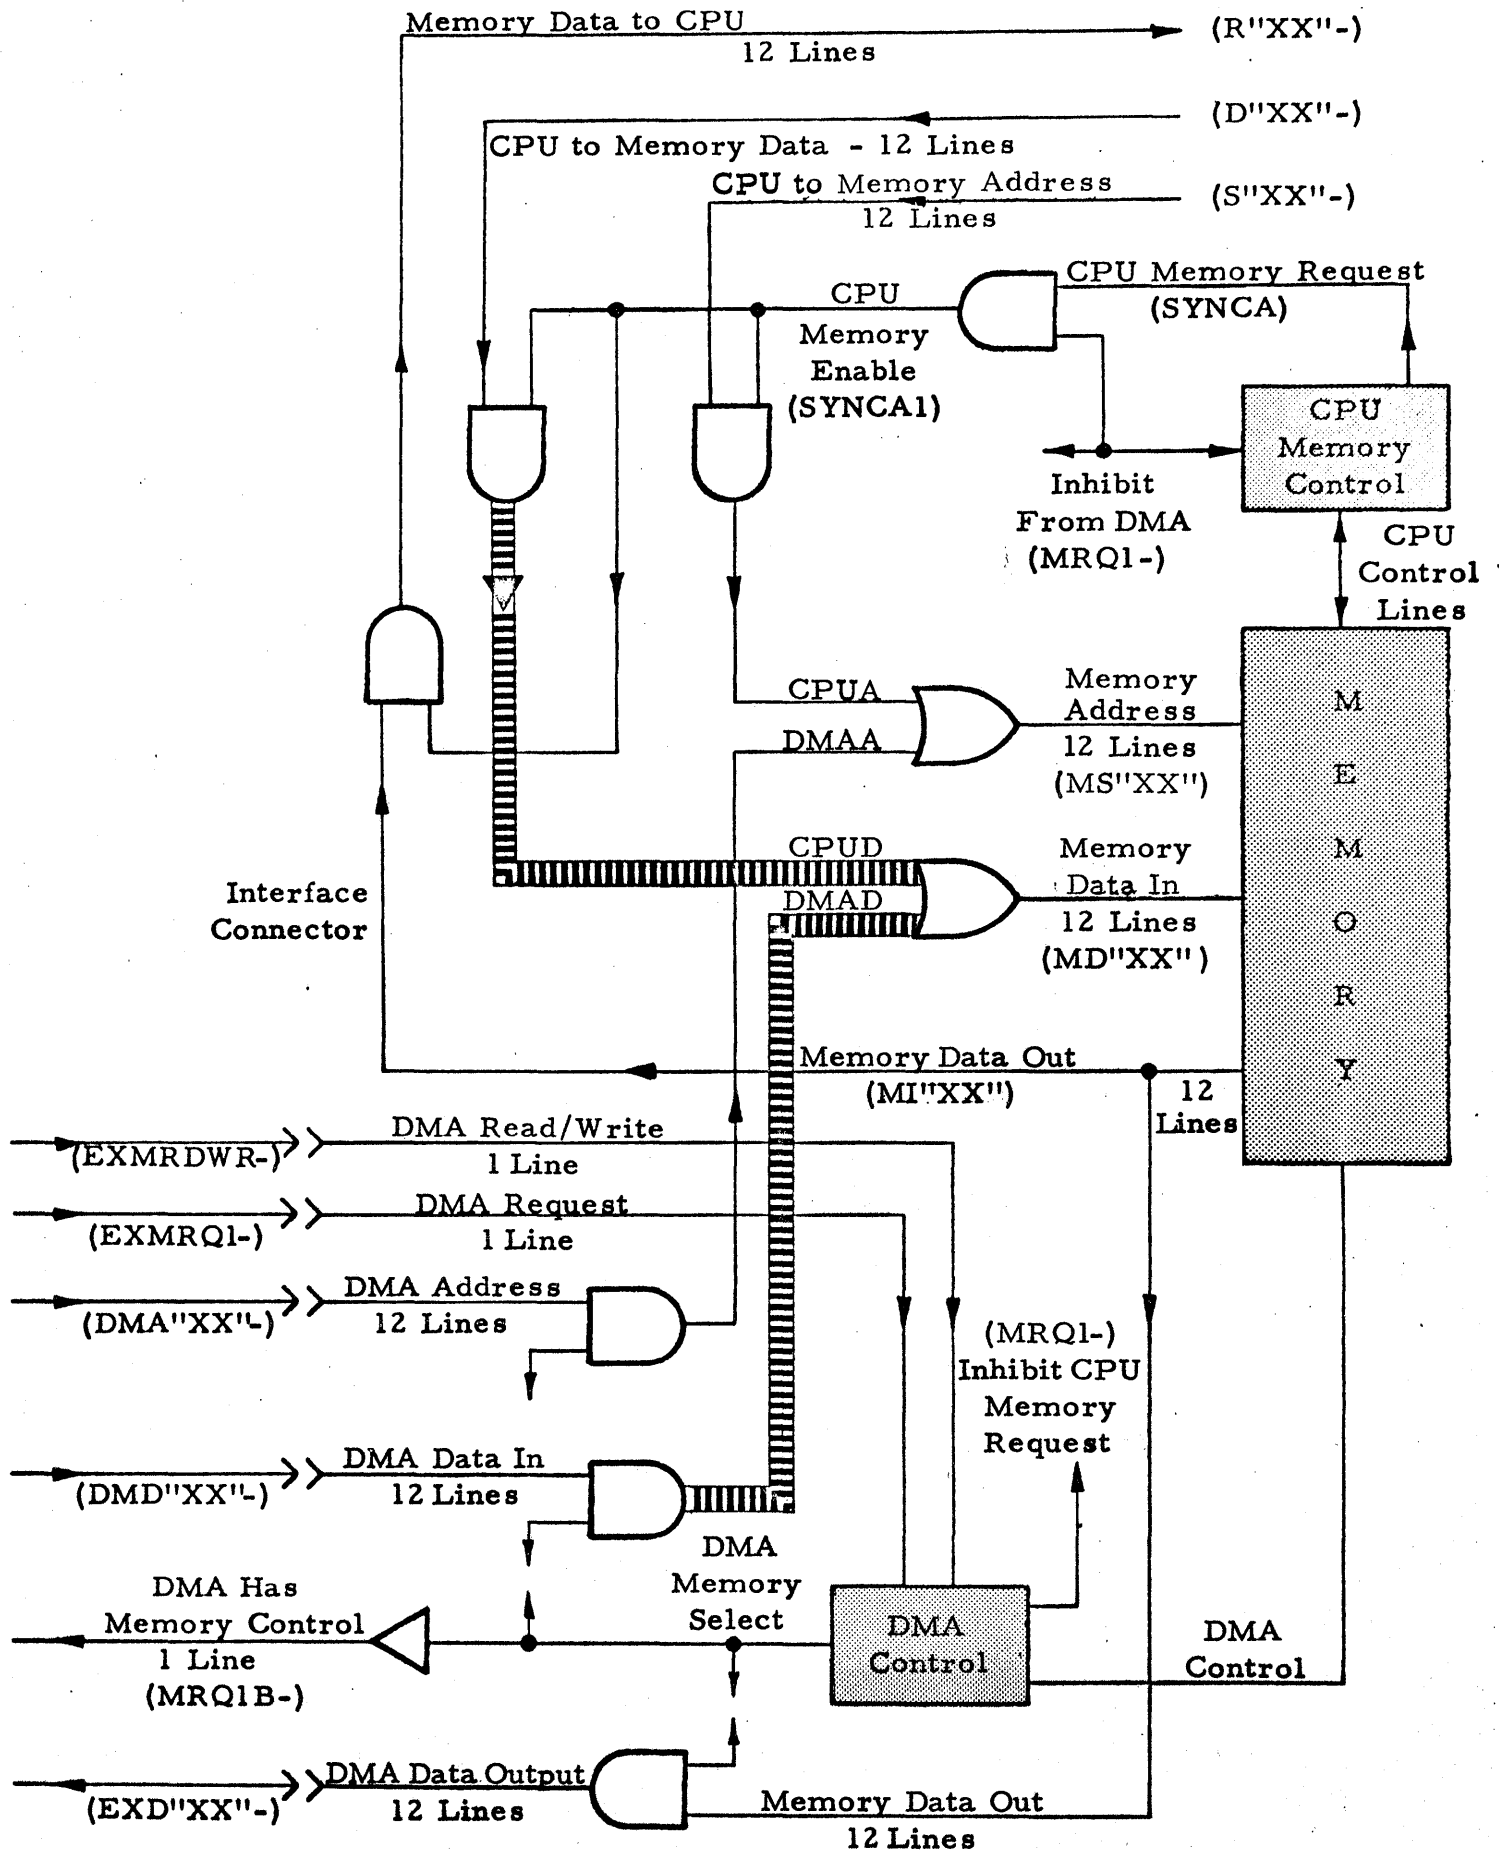 Memory Data to CPU
12 Lines
(R"XX"-)
(D"XX"-)
CPU to Memory Data - 12 Lines
CPU to Memory Address
12 Lines
(S"XX"-)
CPU Memory Request
(SYNCA)
CPU
Memory
Enable
(SYNCA1)
CPU
Memory
Control
Inhibit
From DMA
(MRQ1-)
CPU
Control
Lines
CPUA
DMAA
Memory
Address
12 Lines
(MS"XX")
CPUD
DMAD
Memory
Data In
12 Lines
(MD"XX")
M
E
M
O
R
Y
Interface
Connector
Memory Data Out
(MI"XX")
12
Lines
DMA Read/Write
(EXMRDWR-)
1 Line
DMA Request
(EXMRQ1-)
1 Line
DMA Address
(DMA"XX"-)
12 Lines
(MRQ1-)
Inhibit CPU
Memory
Request
DMA Data In
(DMD"XX"-)
12 Lines
DMA
Memory
Select
DMA Has
Memory Control
1 Line
(MRQ1B-)
DMA
Control
DMA
Control
DMA Data Output
(EXD"XX"-)
12 Lines
Memory Data Out
12 Lines